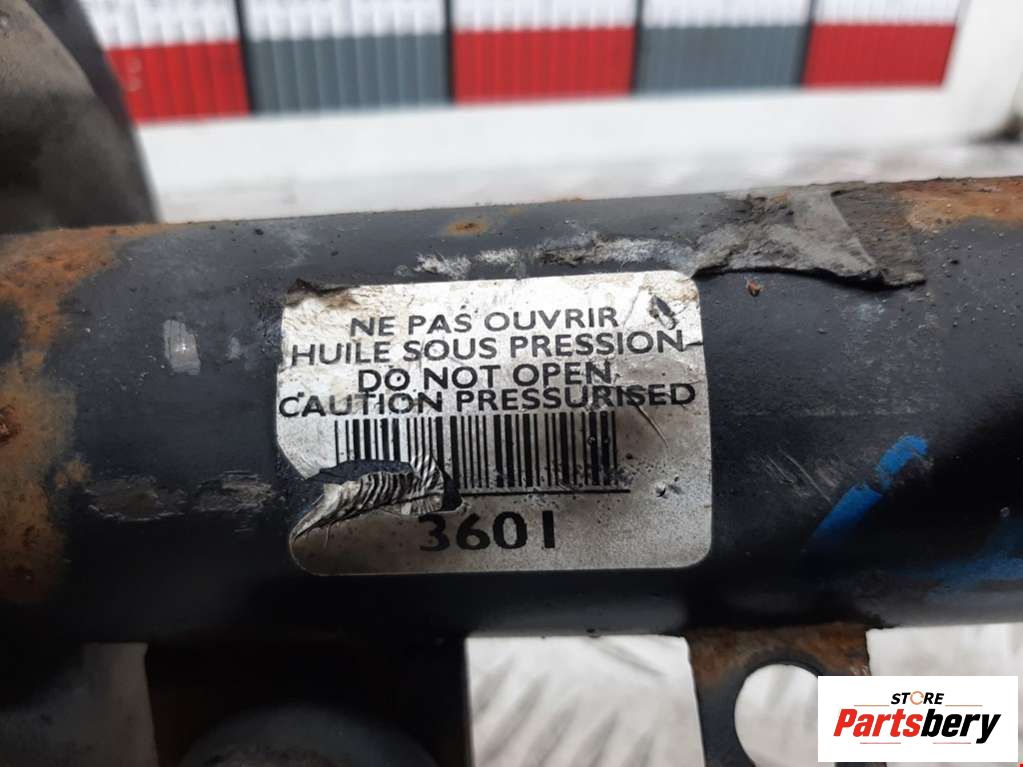 NE PAS OUVRIR
HUILE SOUS PRESSION
DO NOT OPEN
CAUTION PRESSURISED
3601
STORE
Partsbery